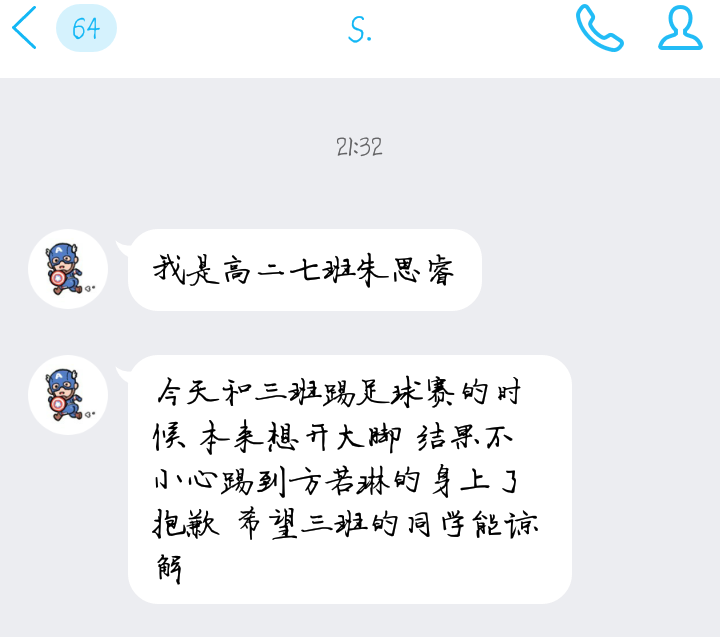 64
S.
21:32
我是高二七班朱思睿
今天和三班踢足球赛的时
候 本来想开大脚 结果不
小心踢到方若琳的身上了
抱歉 希望三班的同学能谅
解